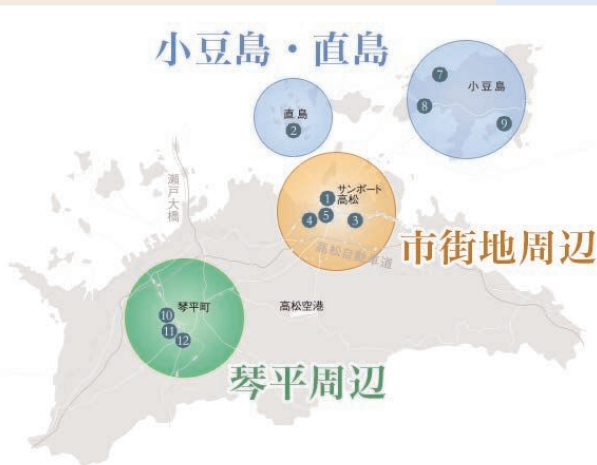 小豆島・直島
7
小豆島
8
9
直島
2
瀬戸大橋
サンポート
1
高松
4
5
3
高松自動車道
市街地周辺
琴平町
10
11
12
高松空港
琴平周辺